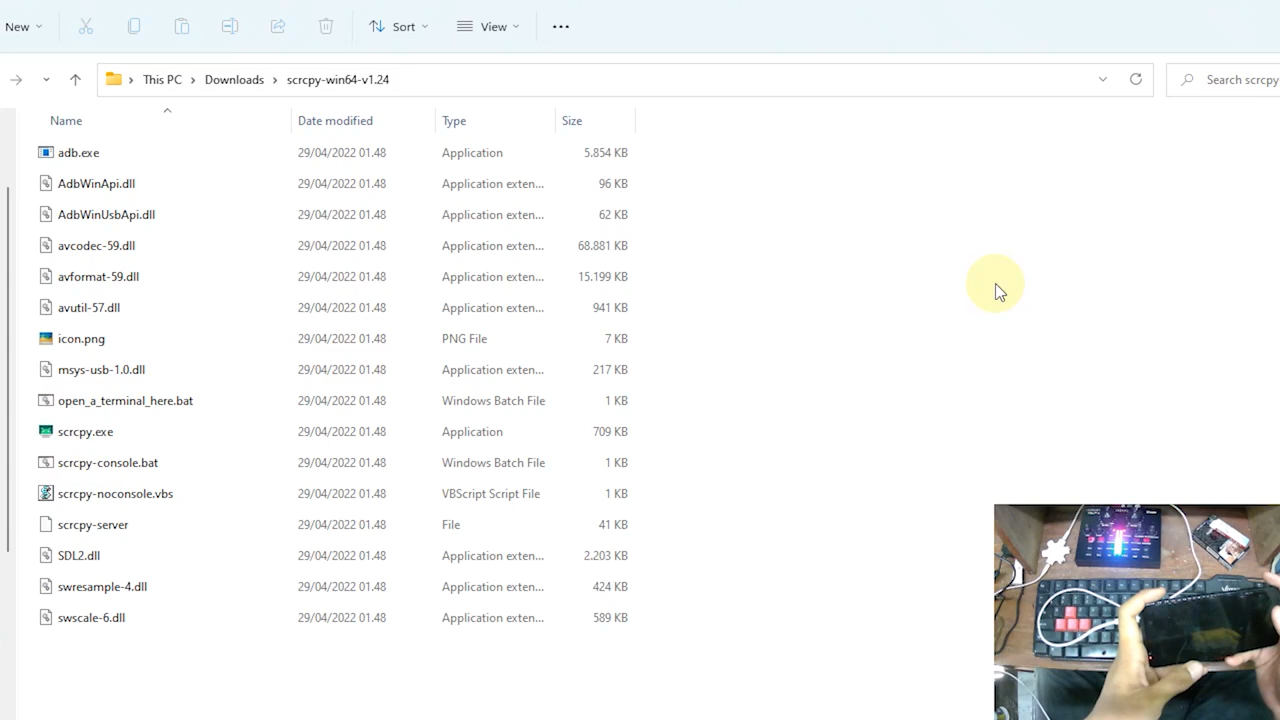 New Sort View
This PC > Downloads > scrcpy-win64-v1.24 Search scrcpy
Name Date modified Type Size
adb.exe 29/04/2022 01.48 Application 5.854 KB
AdbWinApi.dll 29/04/2022 01.48 Application exten... 96 KB
AdbWinUsbApi.dll 29/04/2022 01.48 Application exten... 62 KB
avcodec-59.dll 29/04/2022 01.48 Application exten... 68.881 KB
avformat-59.dll 29/04/2022 01.48 Application exten... 15.199 KB
avutil-57.dll 29/04/2022 01.48 Application exten... 941 KB
icon.png 29/04/2022 01.48 PNG File 7 KB
msys-usb-1.0.dll 29/04/2022 01.48 Application exten... 217 KB
open_a_terminal_here.bat 29/04/2022 01.48 Windows Batch File 1 KB
scrcpy.exe 29/04/2022 01.48 Application 709 KB
scrcpy-console.bat 29/04/2022 01.48 Windows Batch File 1 KB
scrcpy-noconsole.vbs 29/04/2022 01.48 VBScript Script File 1 KB
scrcpy-server 29/04/2022 01.48 File 41 KB
SDL2.dll 29/04/2022 01.48 Application exten... 2.203 KB
swresample-4.dll 29/04/2022 01.48 Application exten... 424 KB
swscale-6.dll 29/04/2022 01.48 Application exten... 589 KB